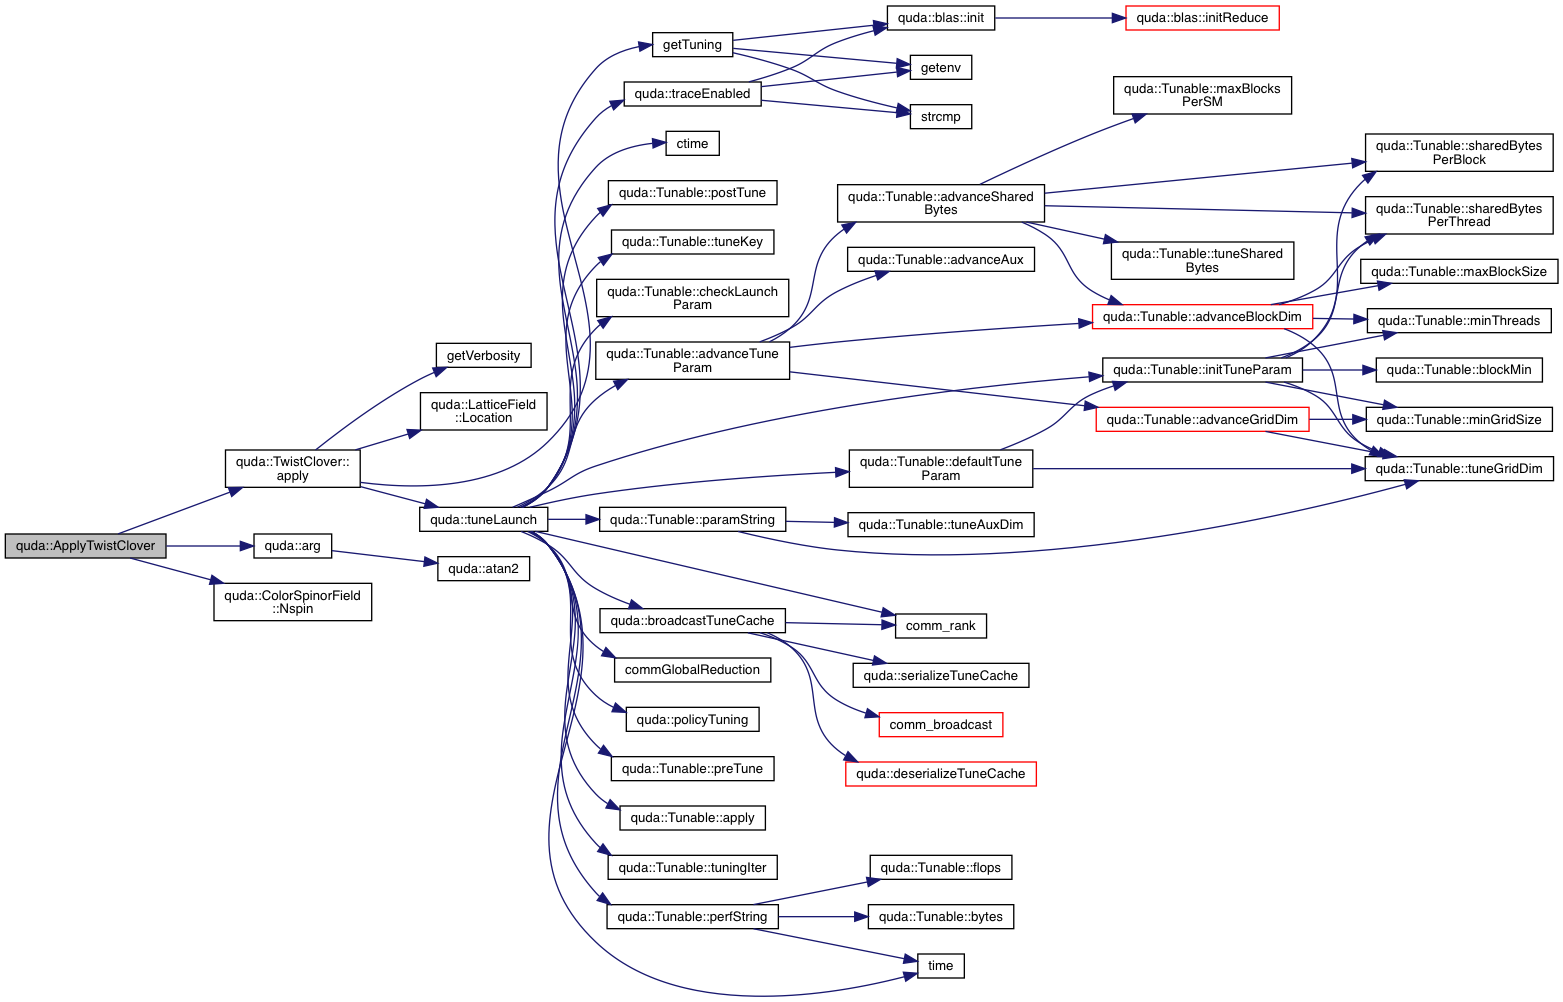 quda::ApplyTwistClover
quda::TwistClover::
apply
quda::arg
quda::ColorSpinorField
::Nspin
getVerbosity
quda::LatticeField
::Location
quda::tuneLaunch
quda::atan2
getTuning
quda::traceEnabled
ctime
quda::Tunable::postTune
quda::Tunable::tuneKey
quda::Tunable::checkLaunch
Param
quda::Tunable::advanceTune
Param
quda::Tunable::paramString
quda::broadcastTuneCache
commGlobalReduction
quda::policyTuning
quda::Tunable::preTune
quda::Tunable::apply
quda::Tunable::tuningIter
quda::Tunable::perfString
quda::blas::init
getenv
strcmp
quda::Tunable::advanceShared
Bytes
quda::Tunable::advanceAux
quda::Tunable::defaultTune
Param
quda::Tunable::tuneAuxDim
comm_rank
quda::serializeTuneCache
comm_broadcast
quda::deserializeTuneCache
quda::Tunable::flops
quda::Tunable::bytes
time
quda::blas::initReduce
quda::Tunable::maxBlocks
PerSM
quda::Tunable::tuneShared
Bytes
quda::Tunable::advanceBlockDim
quda::Tunable::initTuneParam
quda::Tunable::advanceGridDim
quda::Tunable::sharedBytes
PerBlock
quda::Tunable::sharedBytes
PerThread
quda::Tunable::maxBlockSize
quda::Tunable::minThreads
quda::Tunable::blockMin
quda::Tunable::minGridSize
quda::Tunable::tuneGridDim